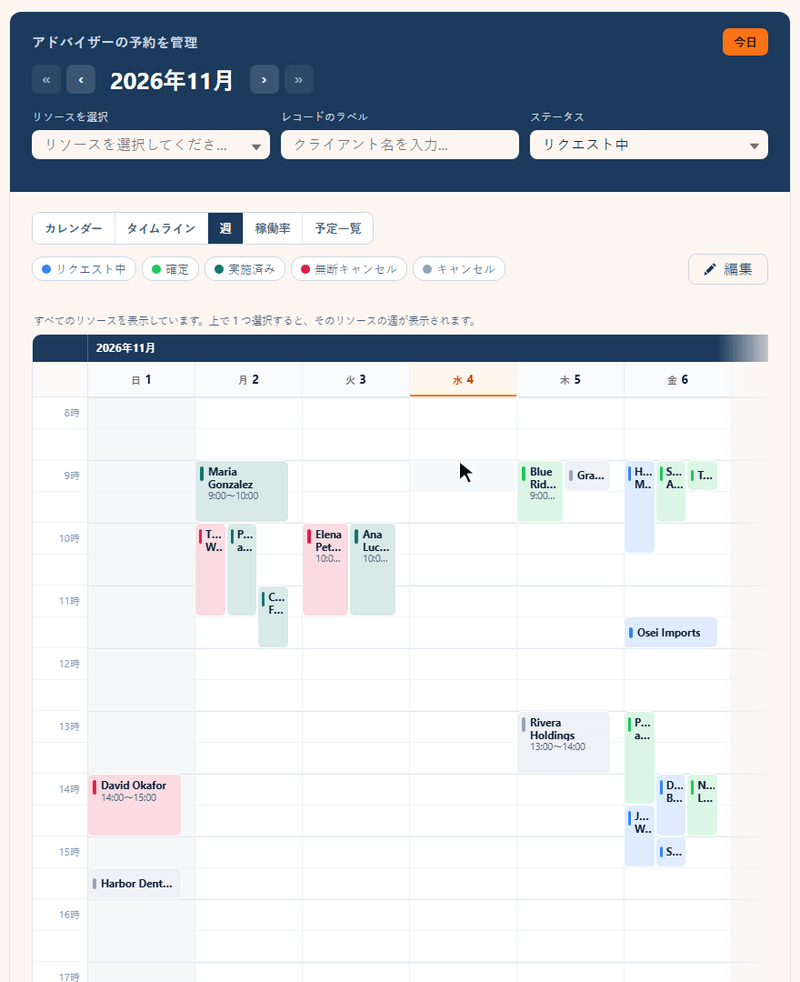 アドバイザーの予約を管理
今日
« ‹ 2026年11月 › »
リソースを選択
レコードのラベル
ステータス
リソースを選択してくださ...
クライアント名を入力...
リクエスト中
カレンダー
タイムライン
週
稼働率
予定一覧
リクエスト中
確定
実施済み
無断キャンセル
キャンセル
編集
すべてのリソースを表示しています。上で1つ選択すると、そのリソースの週が表示されます。
2026年11月
日 1
月 2
火 3
水 4
木 5
金 6
8時
9時
Maria
Gonzalez
9:00～10:00
Blue
Rid...
9:00...
Gra...
H...
M...
S...
A...
T...
10時
T...
W...
P...
a...
Elena
Pet...
10:0...
Ana
Luc...
10:0...
11時
C...
F...
Osei Imports
12時
13時
Rivera
Holdings
13:00～14:00
P...
a...
14時
David Okafor
14:00～15:00
D...
B...
N...
L...
J...
W...
15時
S...
Harbor Dent...
16時
17時